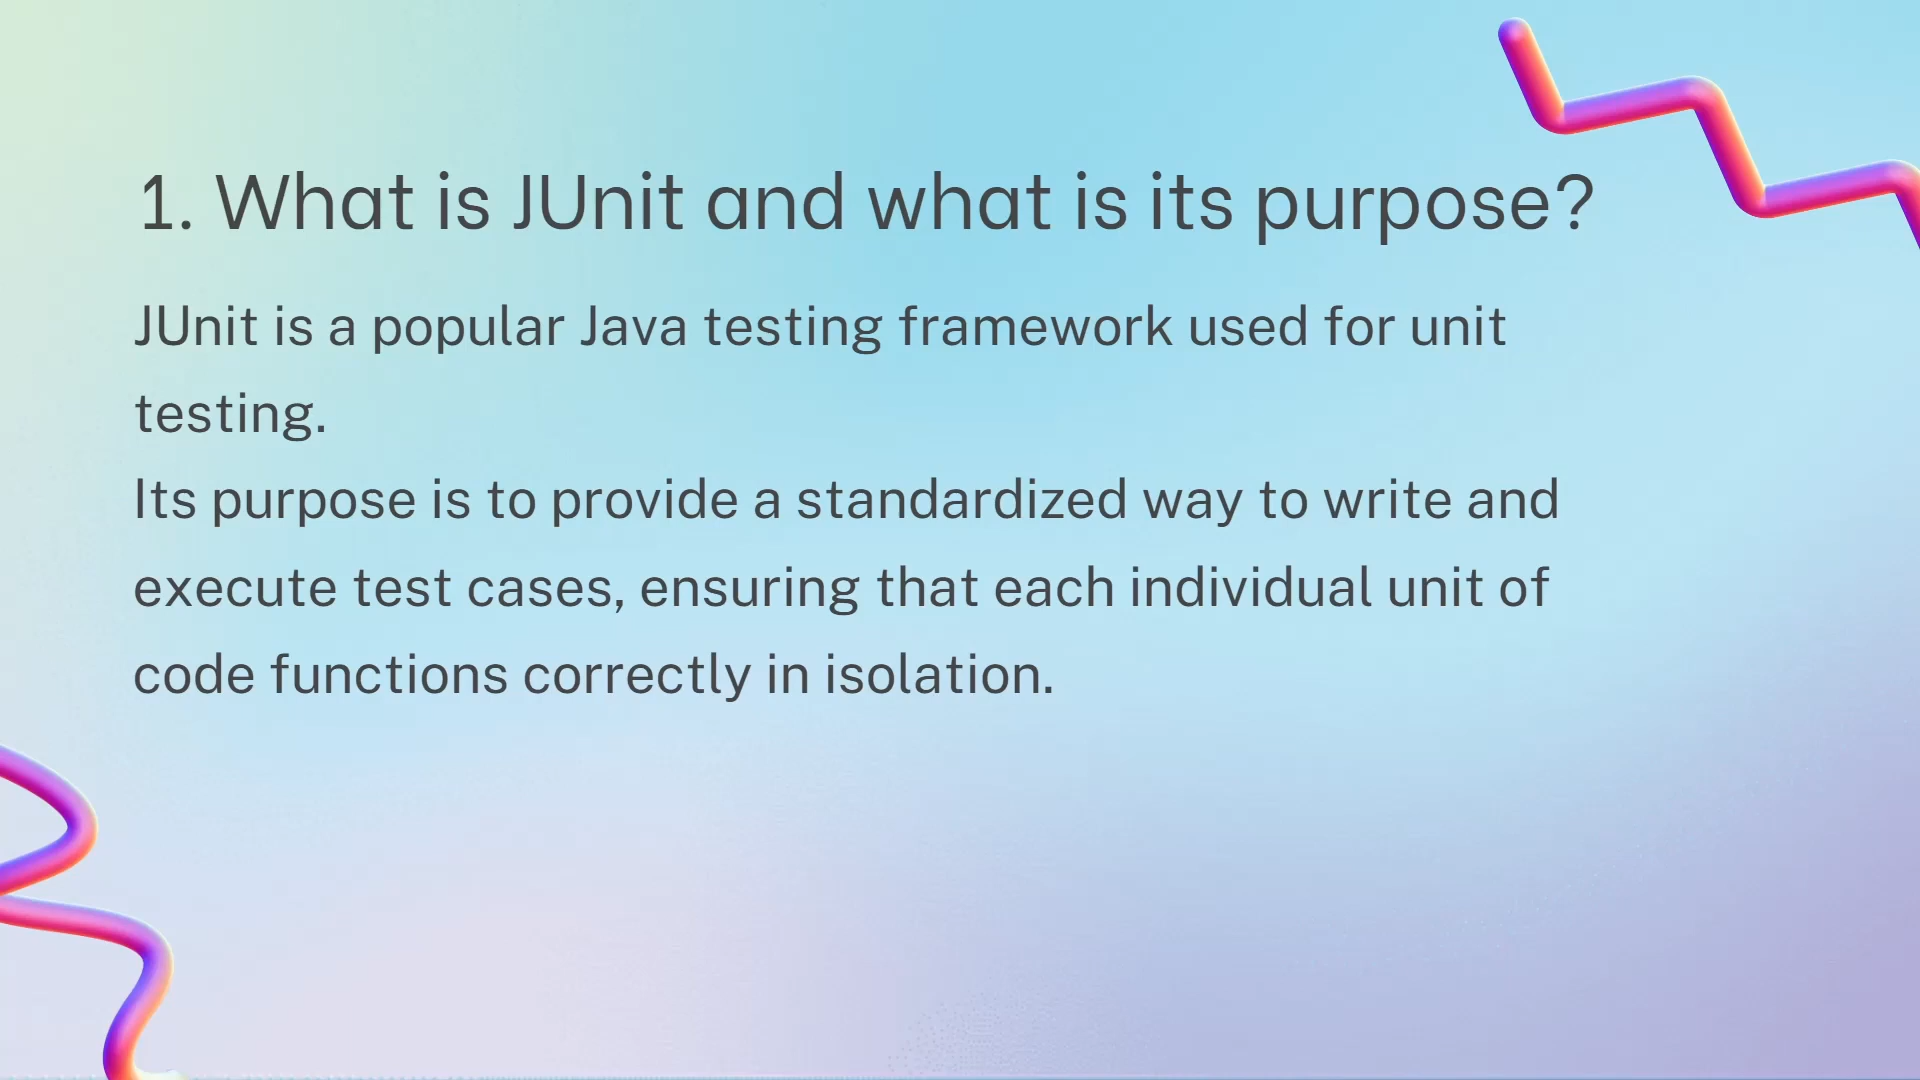 1. What is JUnit and what is its purpose?
JUnit is a popular Java testing framework used for unit
testing.
Its purpose is to provide a standardized way to write and
execute test cases, ensuring that each individual unit of
code functions correctly in isolation.